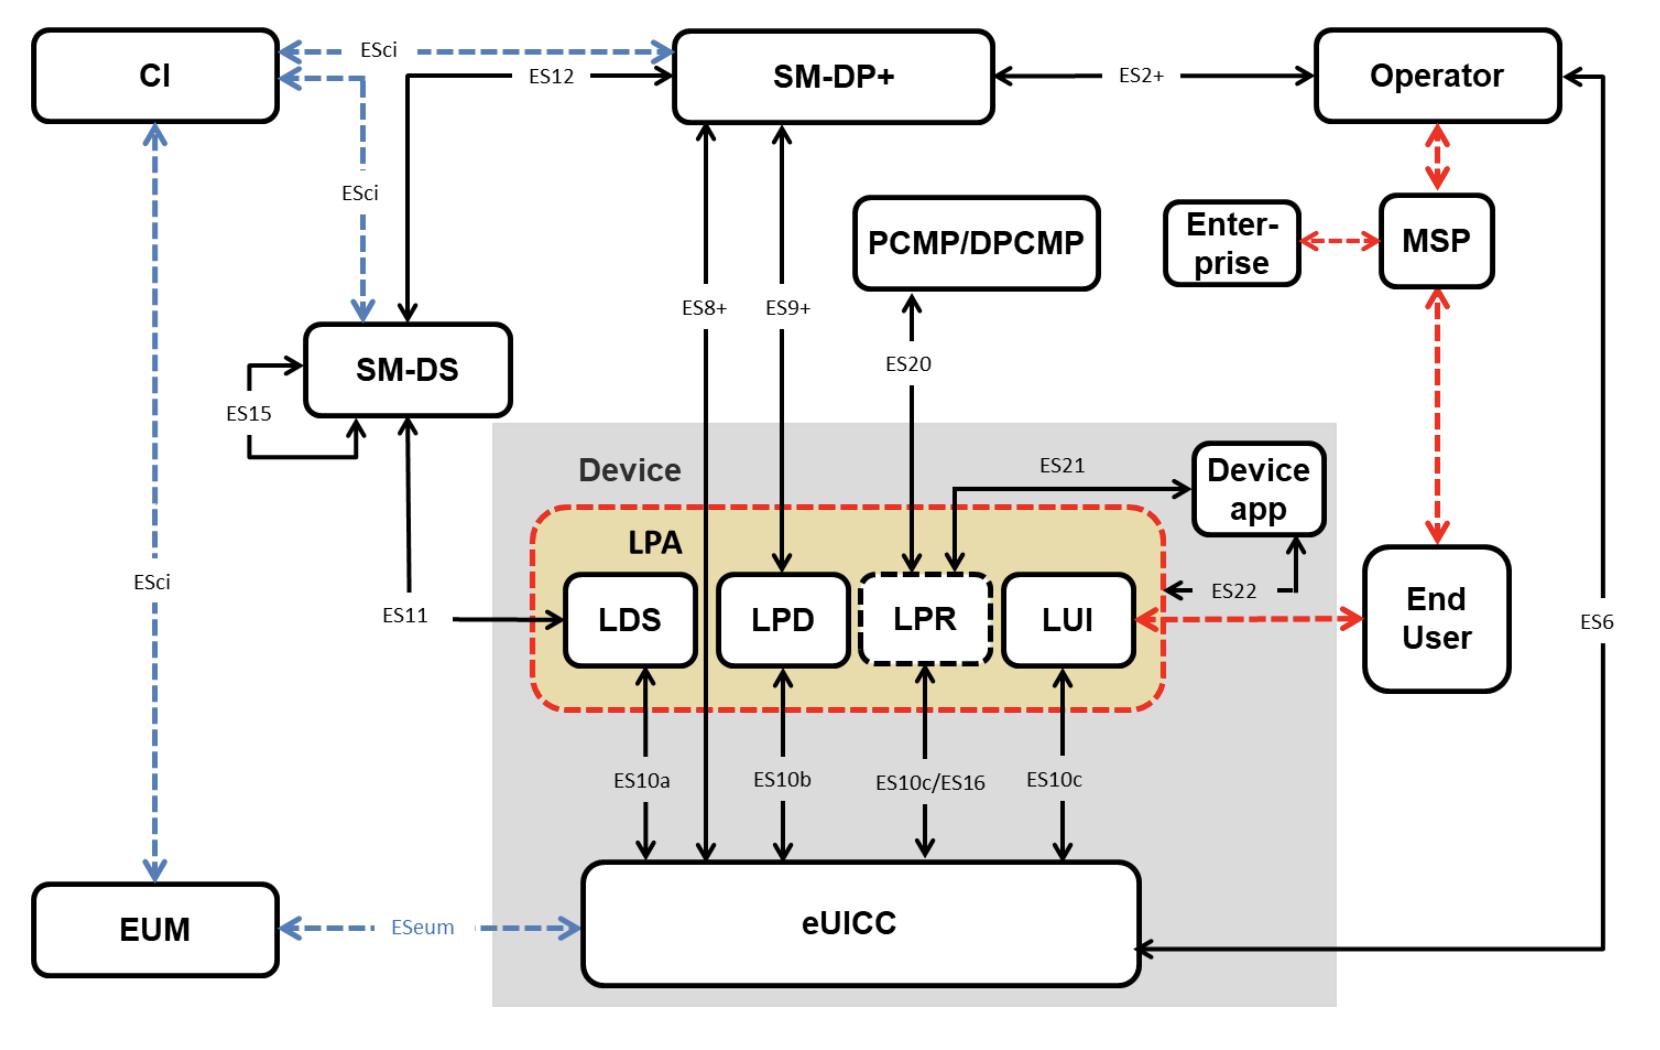 CI
ESci
SM-DP+
ES2+
Operator
ES12
ESci
Enter-
prise
MSP
PCMP/DPCMP
ES8+
ES9+
ES20
SM-DS
ES15
Device
ES21
Device
app
LPA
ESci
ES11
LDS
LPD
LPR
LUI
ES22
End
User
ES6
ES10a
ES10b
ES10c/ES16
ES10c
EUM
ESeum
eUICC